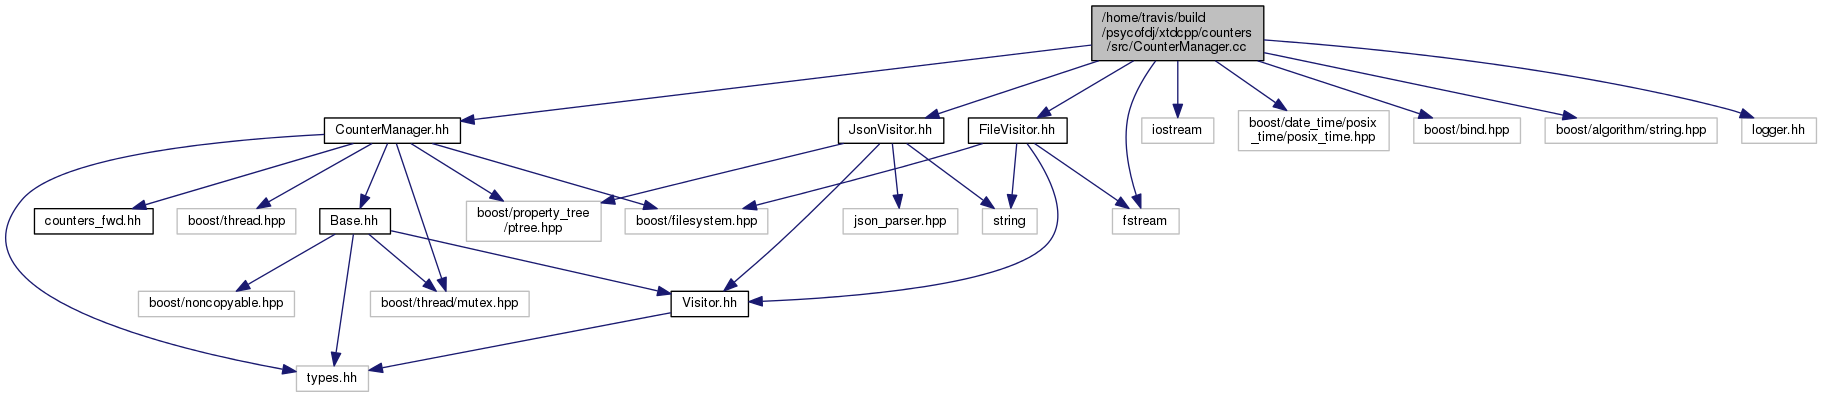 /home/travis/build
/psycofdj/xtdcpp/counters
/src/CounterManager.cc
CounterManager.hh
JsonVisitor.hh
FileVisitor.hh
iostream
boost/date_time/posix
_time/posix_time.hpp
boost/bind.hpp
boost/algorithm/string.hpp
logger.hh
counters_fwd.hh
boost/thread.hpp
Base.hh
boost/property_tree
/ptree.hpp
boost/filesystem.hpp
json_parser.hpp
string
fstream
boost/noncopyable.hpp
boost/thread/mutex.hpp
Visitor.hh
types.hh